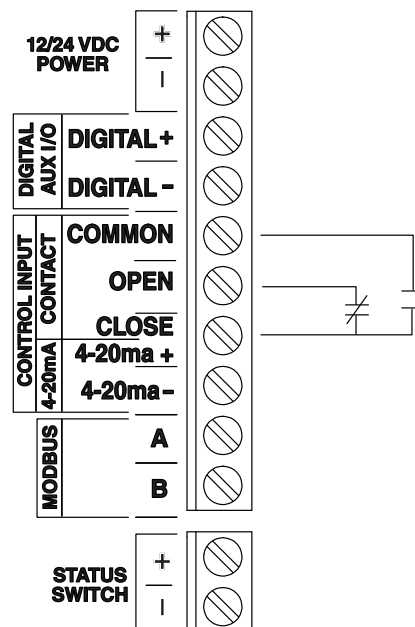 12/24 VDC
POWER
+
–
DIGITAL
AUX I/O
DIGITAL+
DIGITAL-
CONTROL INPUT
CONTACT
COMMON
OPEN
CLOSE
4-20mA
4-20ma +
4-20ma-
MODBUS
A
B
STATUS
SWITCH
+
–